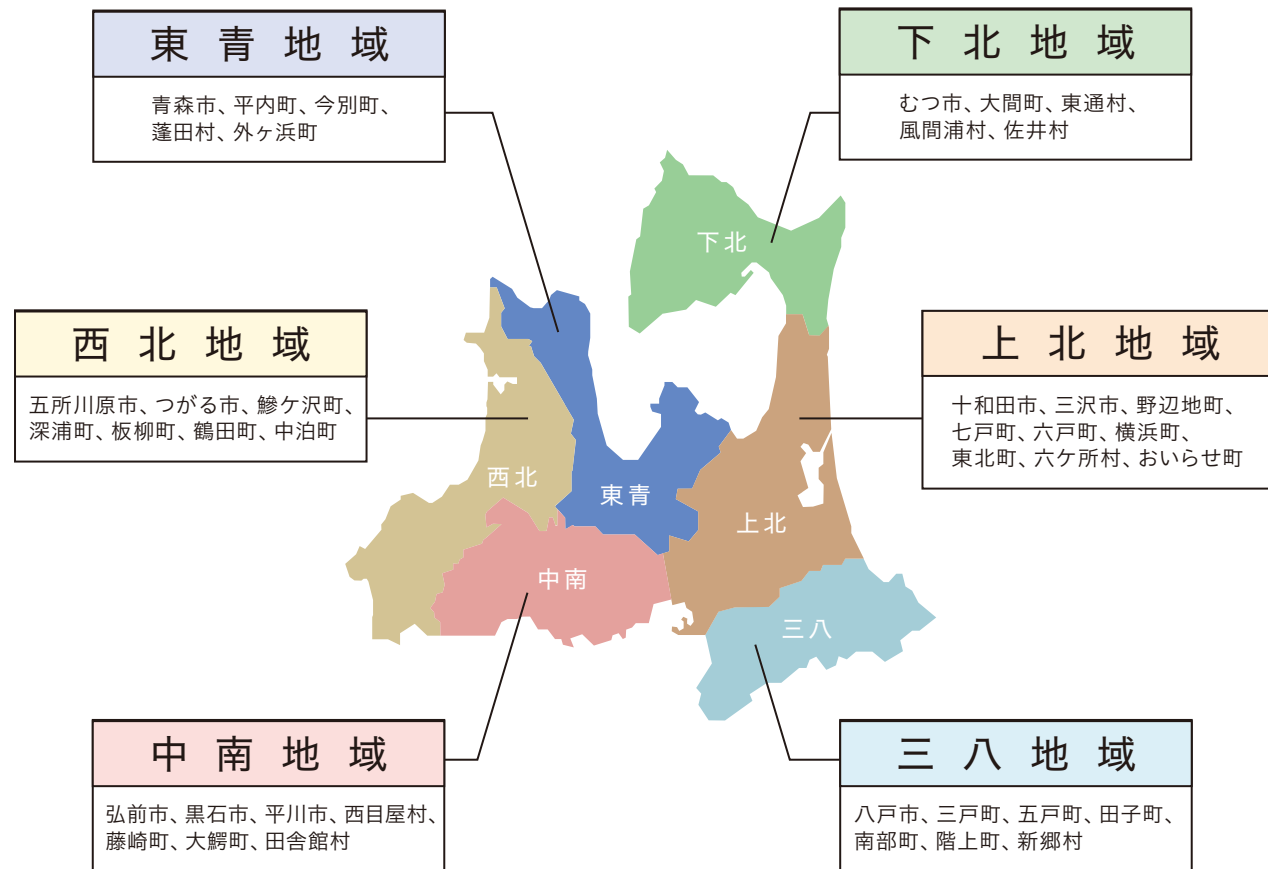 東青地域
青森市、平内町、今別町、
蓬田村、外ヶ浜町
下北地域
むつ市、大間町、東通村、
風間浦村、佐井村
西北地域
五所川原市、つがる市、鰺ケ沢町、
深浦町、板柳町、鶴田町、中泊町
上北地域
十和田市、三沢市、野辺地町、
七戸町、六戸町、横浜町、
東北町、六ケ所村、おいらせ町
下北
西北
東青
上北
中南
三八
中南地域
弘前市、黒石市、平川市、西目屋村、
藤崎町、大鰐町、田舎館村
三八地域
八戸市、三戸町、五戸町、田子町、
南部町、階上町、新郷村